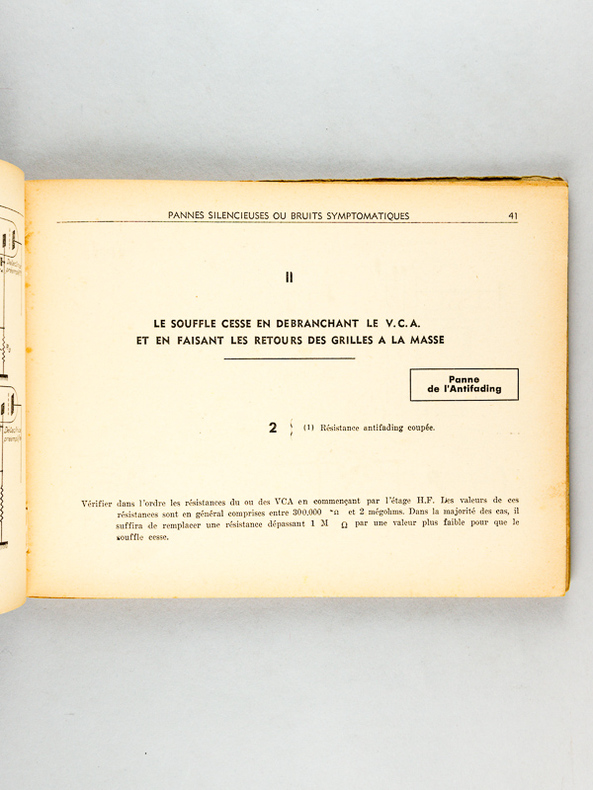 PANNES SILENCIEUSES OU BRUITS SYMPTOMATIQUES 41
II
LE SOUFFLE CESSE EN DEBRANCHANT LE V.C.A.
ET EN FAISANT LES RETOURS DES GRILLES A LA MASSE
Panne
de l'Antifading
2 (1) Résistance antifading coupée.
Vérifier dans l'ordre les résistances du ou des VCA en commençant par l'étage H.F. Les valeurs de ces
résistances sont en général comprises entre 300.000 Ω et 2 mégohms. Dans la majorité des cas, il
suffira de remplacer une résistance dépassant 1 M Ω par une valeur plus faible pour que le
souffle cesse.